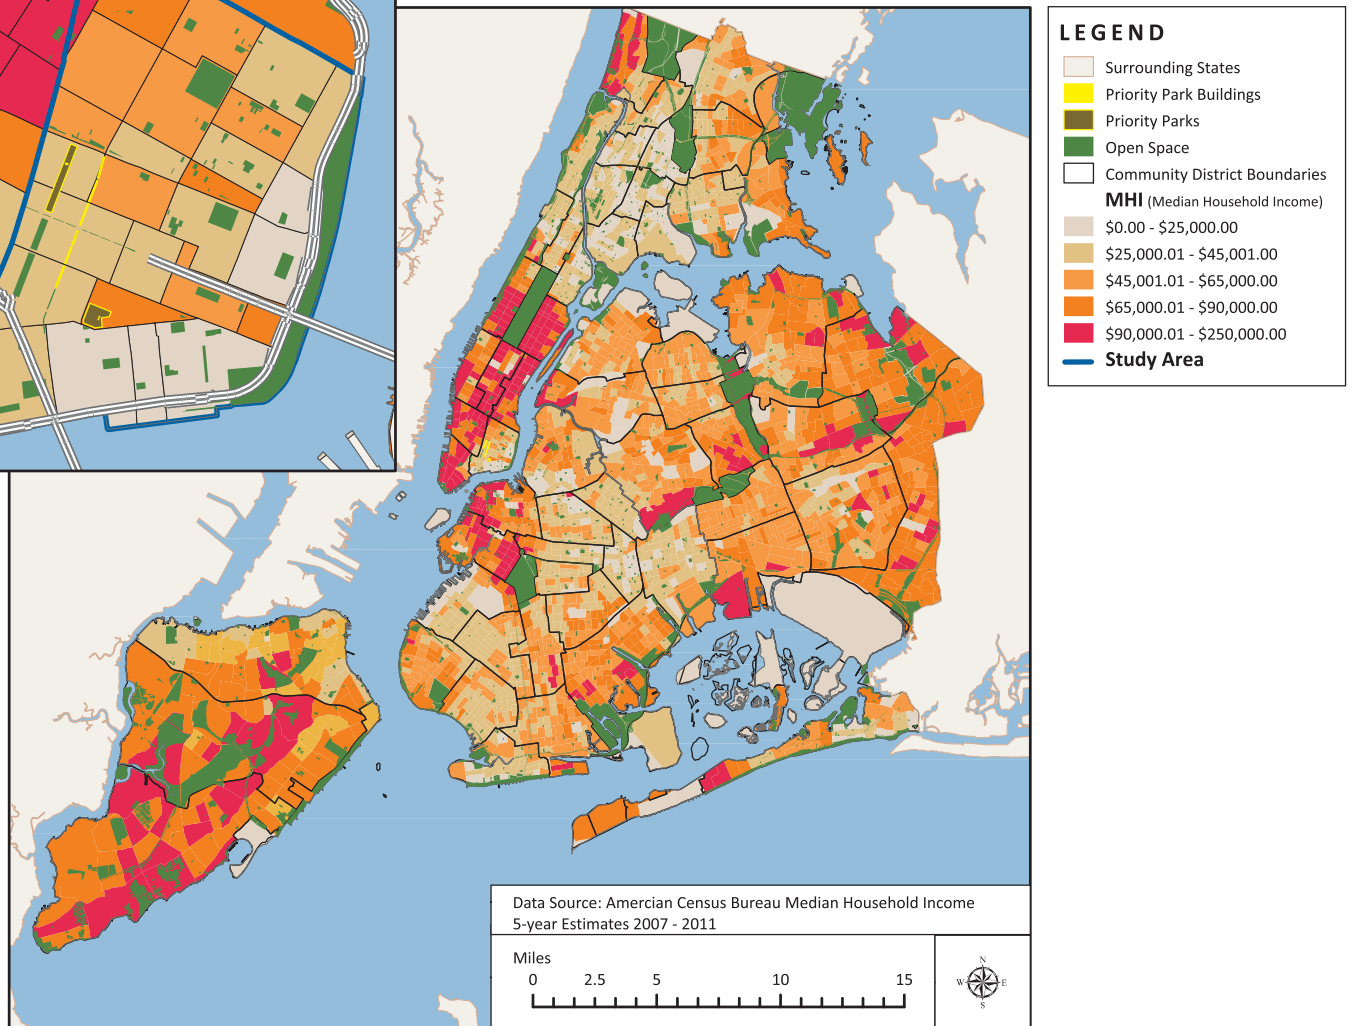 LEGEND
Surrounding States
Priority Park Buildings
Priority Parks
Open Space
Community District Boundaries
MHI (Median Household Income)
$0.00 - $25,000.00
$25,000.01 - $45,001.00
$45,001.01 - $65,000.00
$65,000.01 - $90,000.00
$90,000.01 - $250,000.00
Study Area
Data Source: Amercian Census Bureau Median Household Income
5-year Estimates 2007 - 2011
Miles
0 2.5 5 10 15
N
W E
S